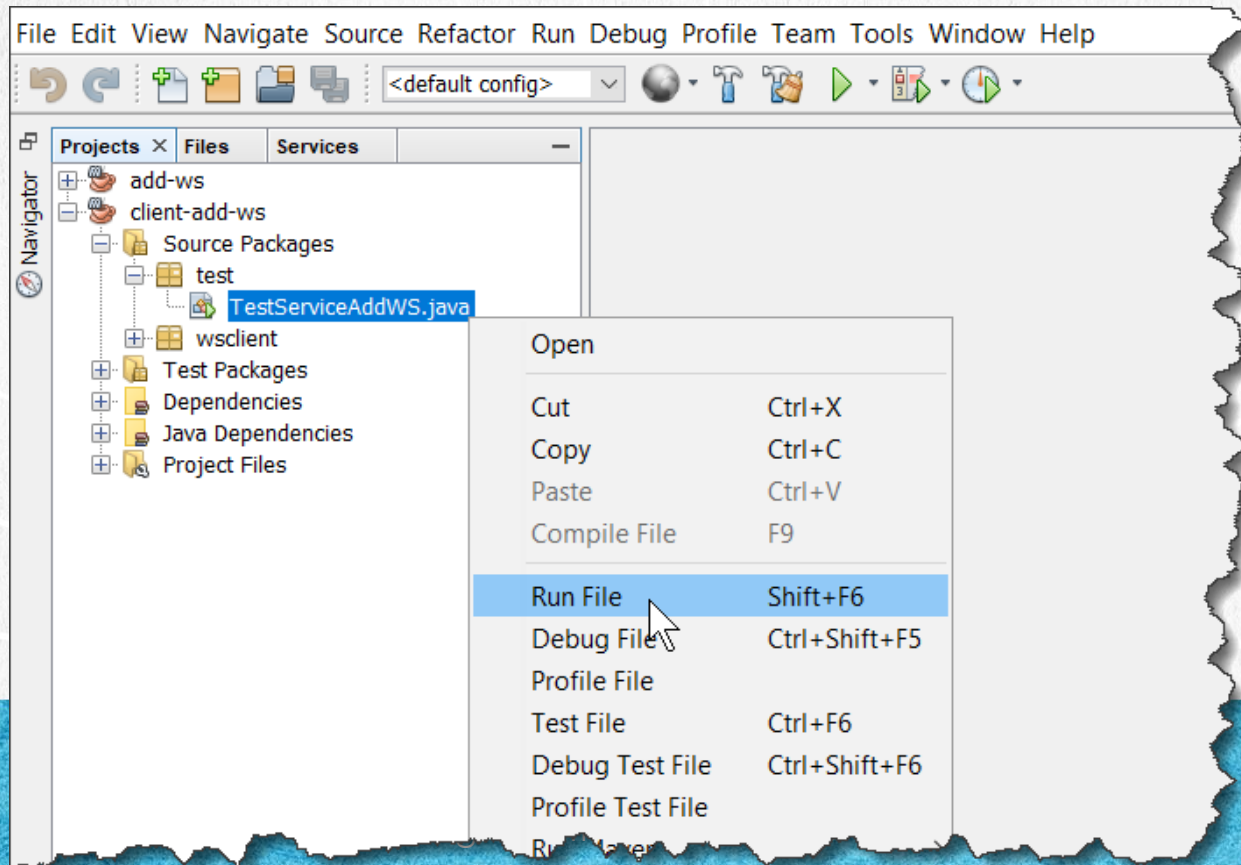 File Edit View Navigate Source Refactor Run Debug Profile Team Tools Window Help
<default config>
Projects Files Services
Navigator
add-ws
client-add-ws
Source Packages
test
TestServiceAddWS.java
wsclient
Test Packages
Dependencies
Java Dependencies
Project Files
Open
Cut Ctrl+X
Copy Ctrl+C
Paste Ctrl+V
Compile File F9
Run File Shift+F6
Debug File Ctrl+Shift+F5
Profile File
Test File Ctrl+F6
Debug Test File Ctrl+Shift+F6
Profile Test File